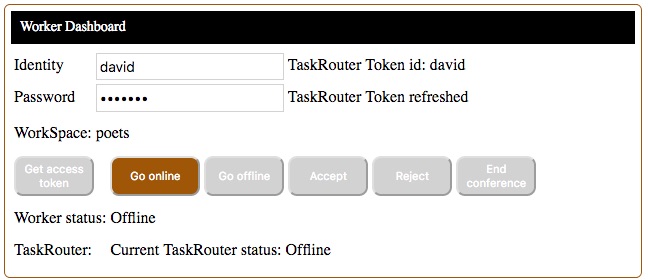 Worker Dashboard
Identity david TaskRouter Token id: david
Password ••••••• TaskRouter Token refreshed
WorkSpace: poets
Get access token Go online Go offline Accept Reject End conference
Worker status: Offline
TaskRouter: Current TaskRouter status: Offline